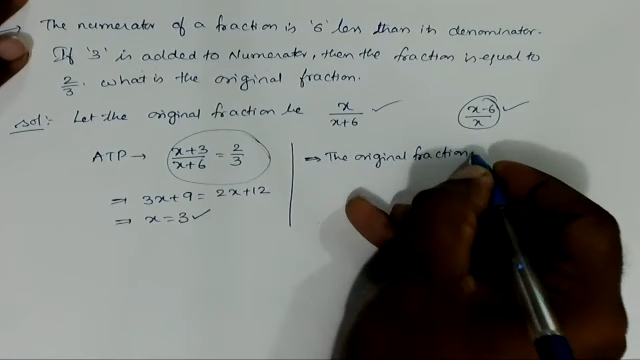 The numerator of a fraction is '6' less than its denominator.
If '3' is added to Numerator, then the fraction is equal to
2/3. What is the original fraction.
Sol:- Let the original fraction be x/(x+6) ✓ (x-6)/x ✓
ATP → (x+3)/(x+6) = 2/3
⇒ 3x+9 = 2x+12
⇒ x = 3 ✓
⇒ The original fraction